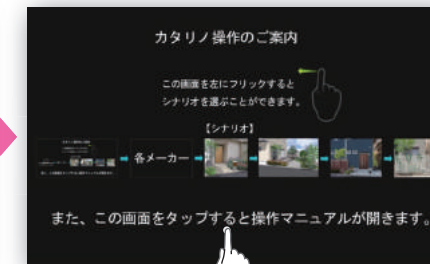 カタリノ操作のご案内
この画面を左にフリックすると
シナリオを選ぶことができます。
【シナリオ】
各メーカー
また、この画面をタップすると操作マニュアルが開きます。